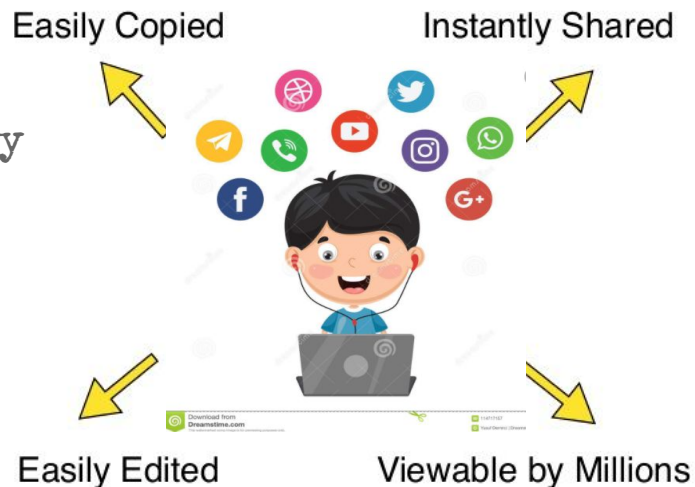 Easily Copied
Instantly Shared
y
f
G+
Download from
Dreamstime.com
Easily Edited
Viewable by Millions